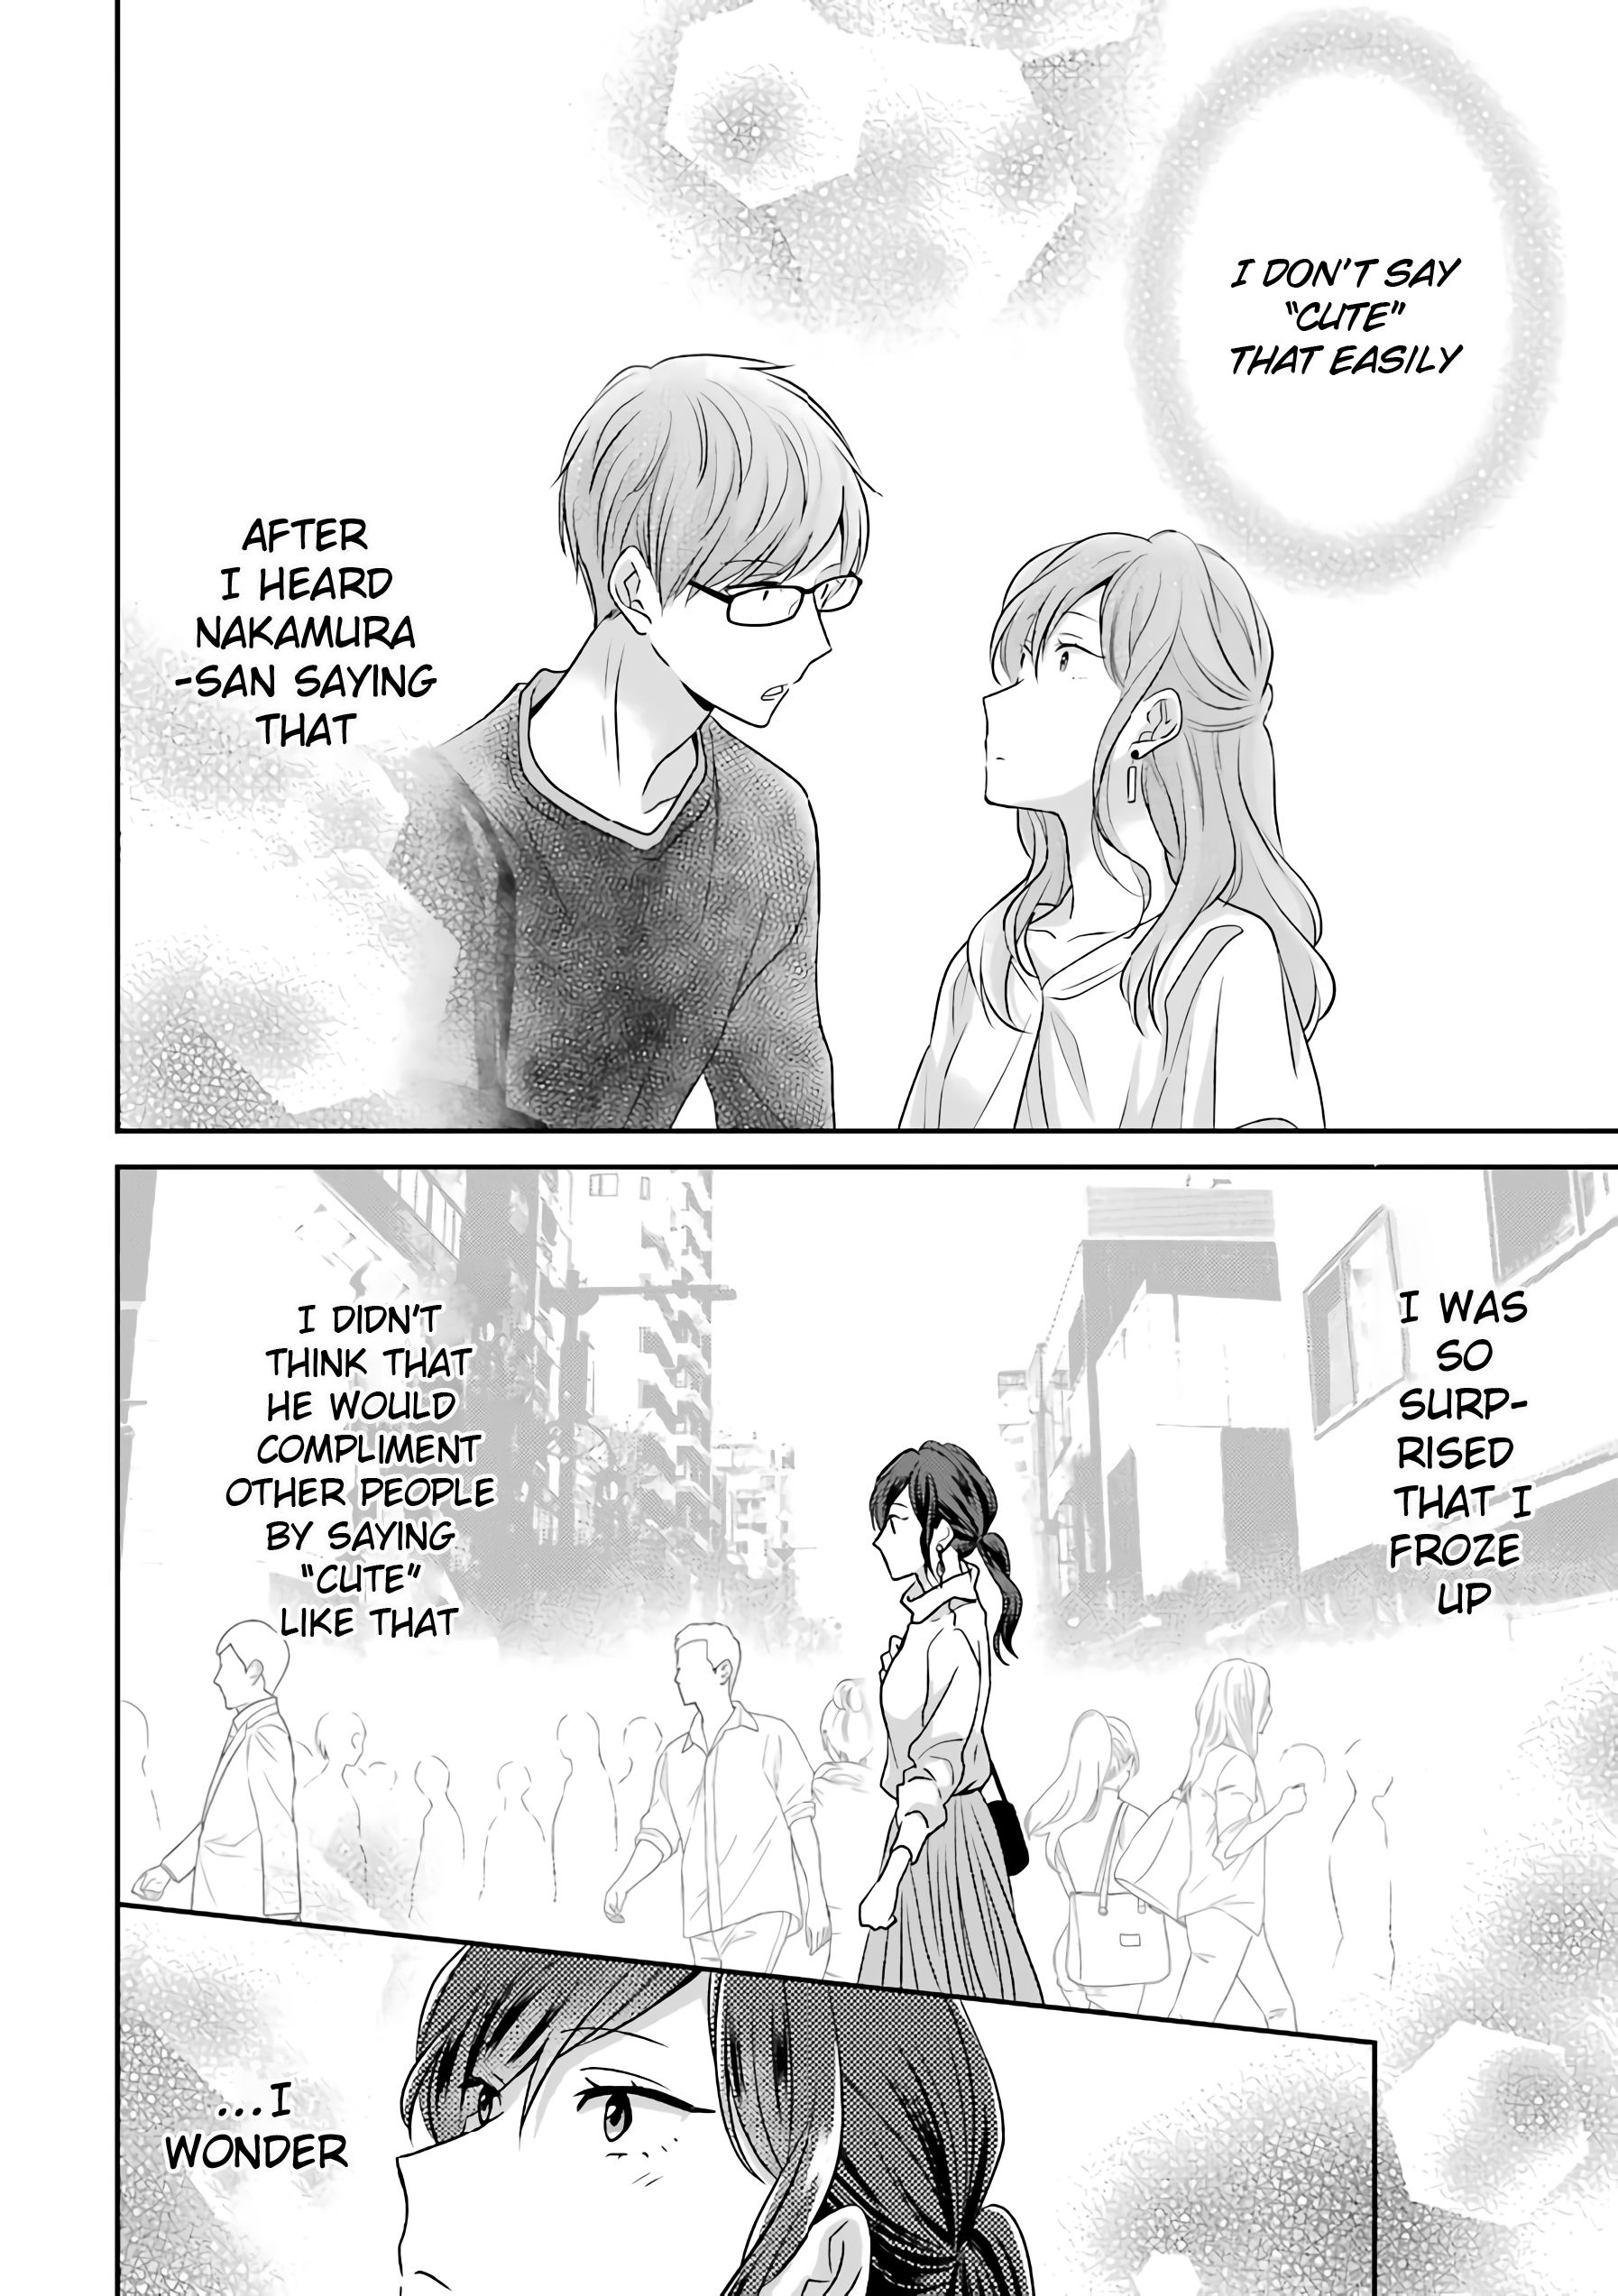 I DON'T SAY
"CUTE"
THAT EASILY
AFTER
I HEARD
NAKAMURA
-SAN SAYING
THAT
I WAS
SO
SURP-
RISED
THAT I
FROZE
UP
I DIDN'T
THINK THAT
HE WOULD
COMPLIMENT
OTHER PEOPLE
BY SAYING
"CUTE"
LIKE THAT
...I
WONDER